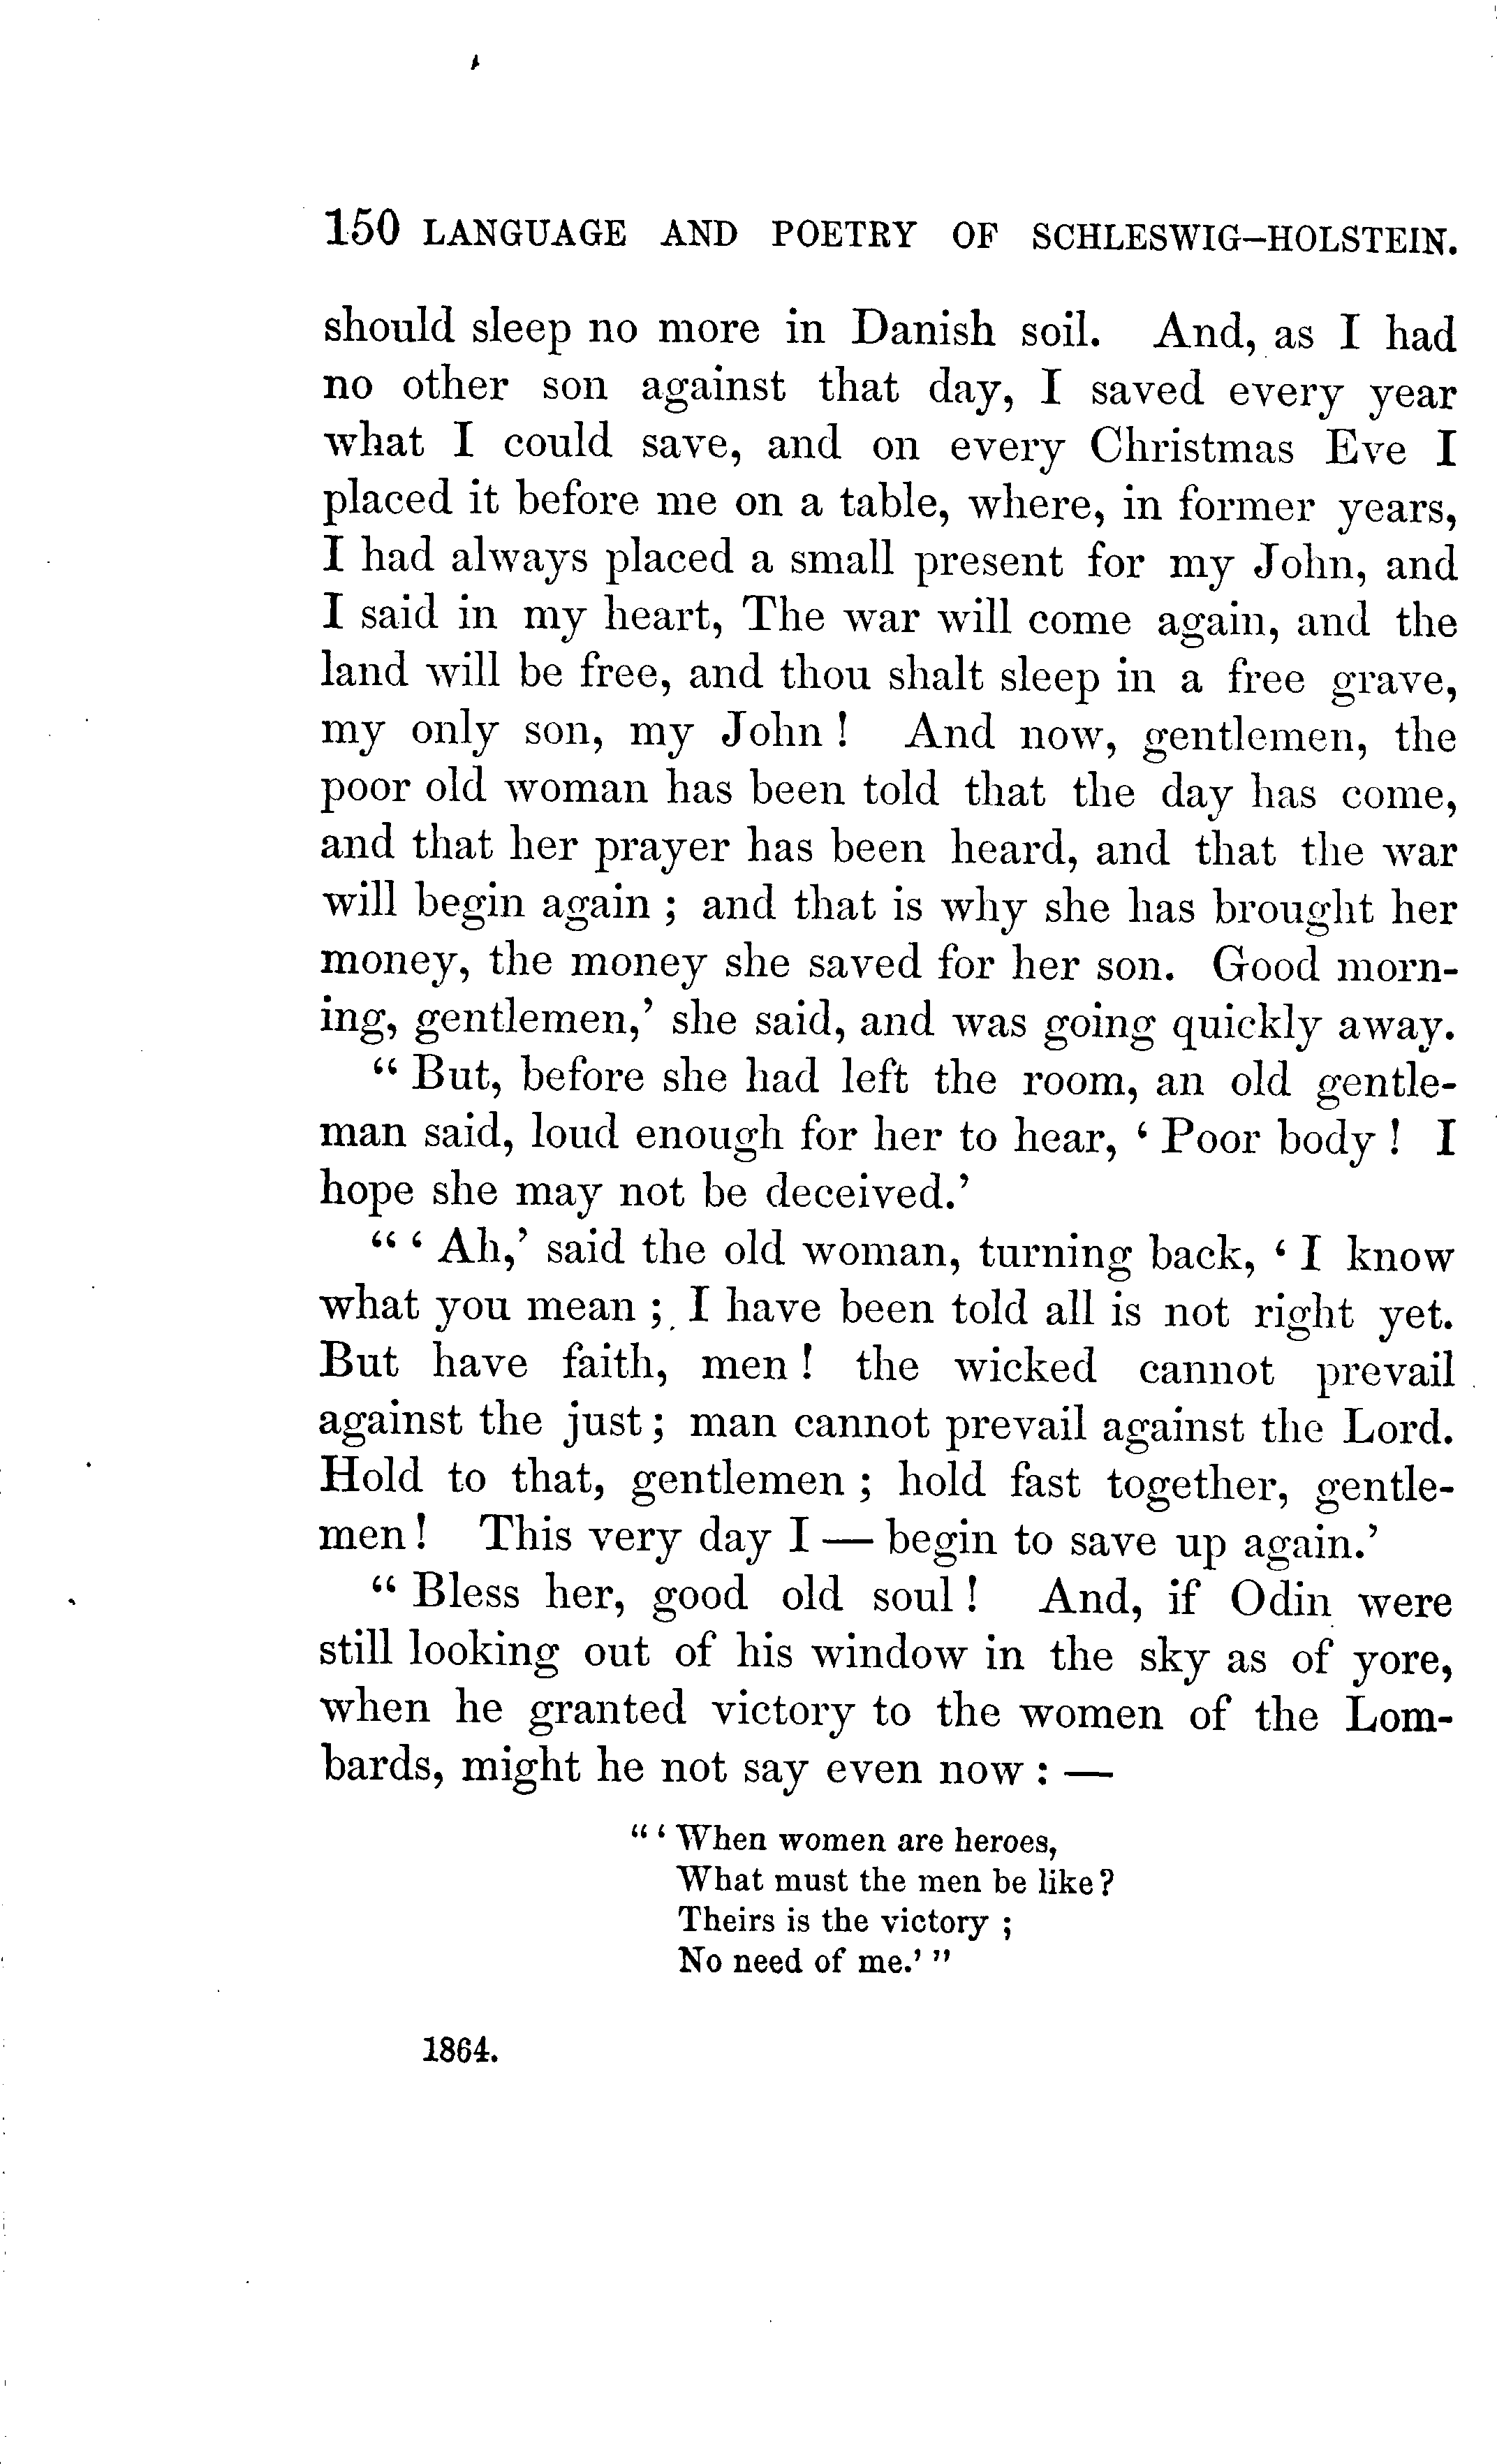 150 LANGUAGE AND POETRY OF SCHLESWIG-HOLSTEIN.
should sleep no more in Danish soil. And, as I had
no other son against that day, I saved every year
what I could save, and on every Christmas Eve I
placed it before me on a table, where, in former years,
I had always placed a small present for my John, and
I said in my heart, The war will come again, and the
land will be free, and thou shalt sleep in a free grave,
my only son, my John ! And now, gentlemen, the
poor old woman has been told that the day has come,
and that her prayer has been heard, and that the war
will begin again ; and that is why she has brought her
money, the money she saved for her son. Good morn-
ing, gentlemen,’ she said, and was going quickly away.
“ But, before she had left the room, an old gentle-
man said, loud enough for her to hear, ‘ Poor body ! I
hope she may not be deceived.’
“ ‘ Ah,’ said the old woman, turning back, ‘ I know
what you mean ; I have been told all is not right yet.
But have faith, men ! the wicked cannot prevail
against the just ; man cannot prevail against the Lord.
Hold to that, gentlemen ; hold fast together, gentle-
men ! This very day I — begin to save up again.’
“ Bless her, good old soul ! And, if Odin were
still looking out of his window in the sky as of yore,
when he granted victory to the women of the Lom-
bards, might he not say even now : —
“ ‘ When women are heroes,
What must the men be like ?
Theirs is the victory ;
No need of me.’ ”
1864.